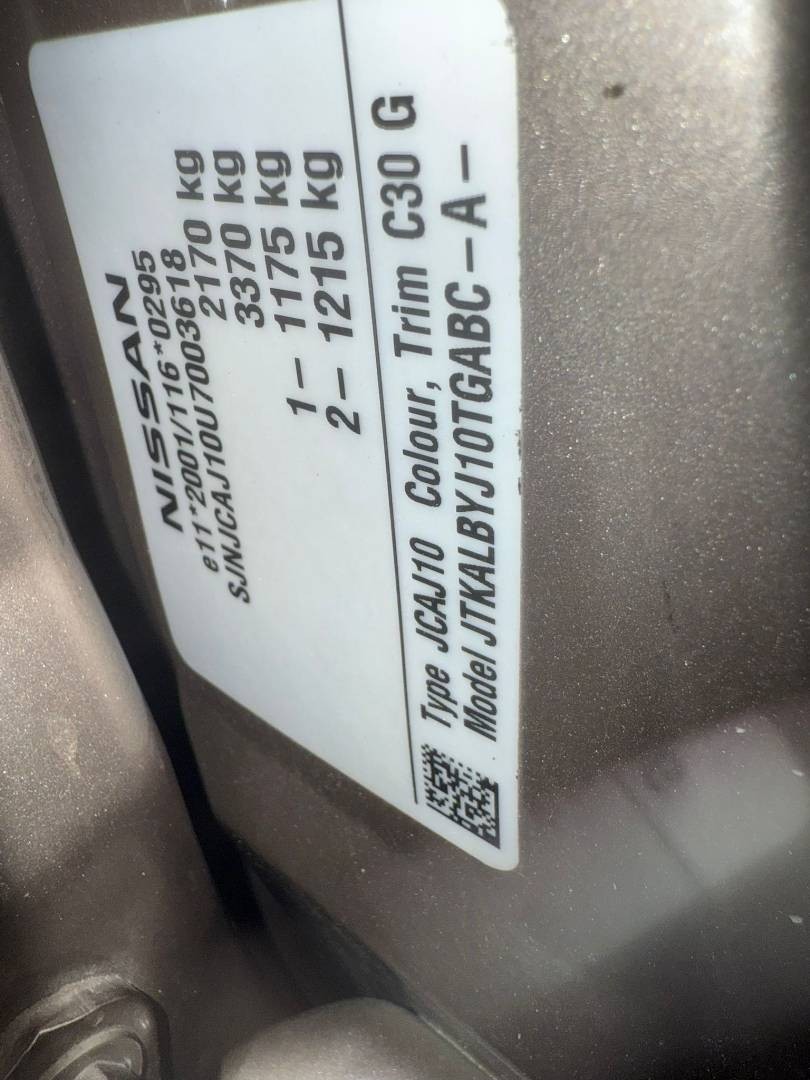 NISSAN
e11*2001/116*0295
SJNJCAJ10U7003618
2170 kg
3370 kg
1– 1175 kg
2– 1215 kg
Type JCAJ10 Colour, Trim C30 G
Model JTKALBYJ10TGABC–A–